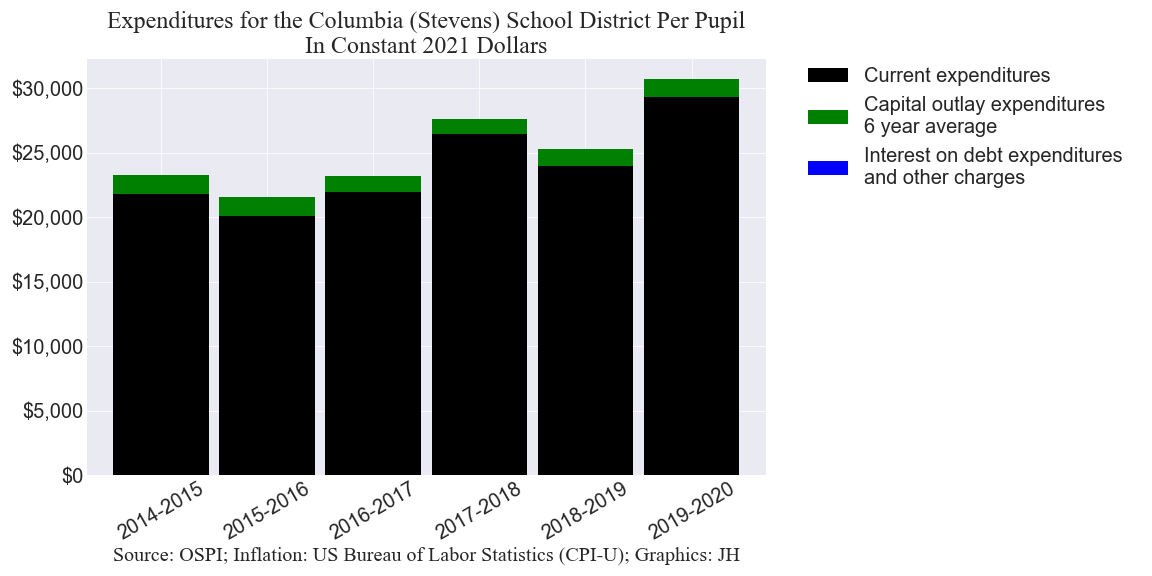 Expenditures for the Columbia (Stevens) School District Per Pupil
In Constant 2021 Dollars
$30,000
$25,000
$20,000
$15,000
$10,000
$5,000
$0
2014-2015
2015-2016
2016-2017
2017-2018
2018-2019
2019-2020
Current expenditures
Capital outlay expenditures
6 year average
Interest on debt expenditures
and other charges
Source: OSPI; Inflation: US Bureau of Labor Statistics (CPI-U); Graphics: JH